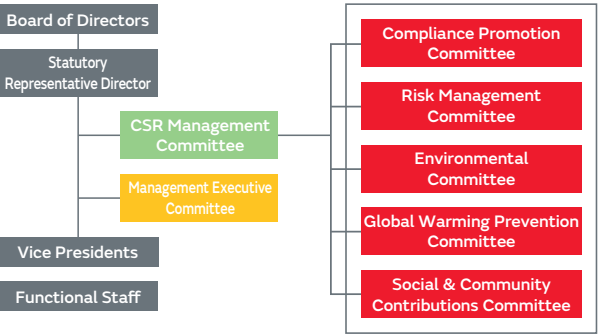 Board of Directors
Statutory
Representative Director
CSR Management
Committee
Management Executive
Committee
Vice Presidents
Functional Staff
Compliance Promotion
Committee
Risk Management
Committee
Environmental
Committee
Global Warming Prevention
Committee
Social & Community
Contributions Committee